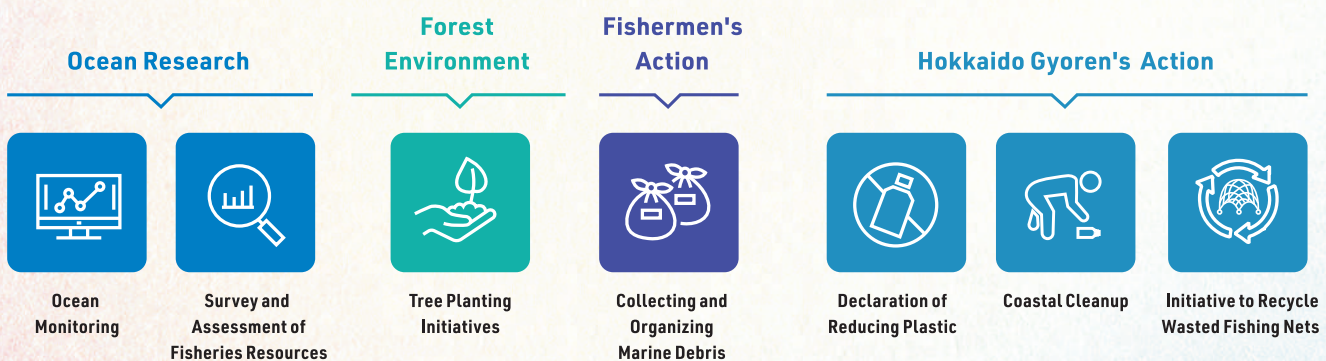 Ocean Research
Forest
Environment
Fishermen's
Action
Hokkaido Gyoren's Action
Ocean
Monitoring
Survey and
Assessment of
Fisheries Resources
Tree Planting
Initiatives
Collecting and
Organizing
Marine Debris
Declaration of
Reducing Plastic
Coastal Cleanup
Initiative to Recycle
Wasted Fishing Nets